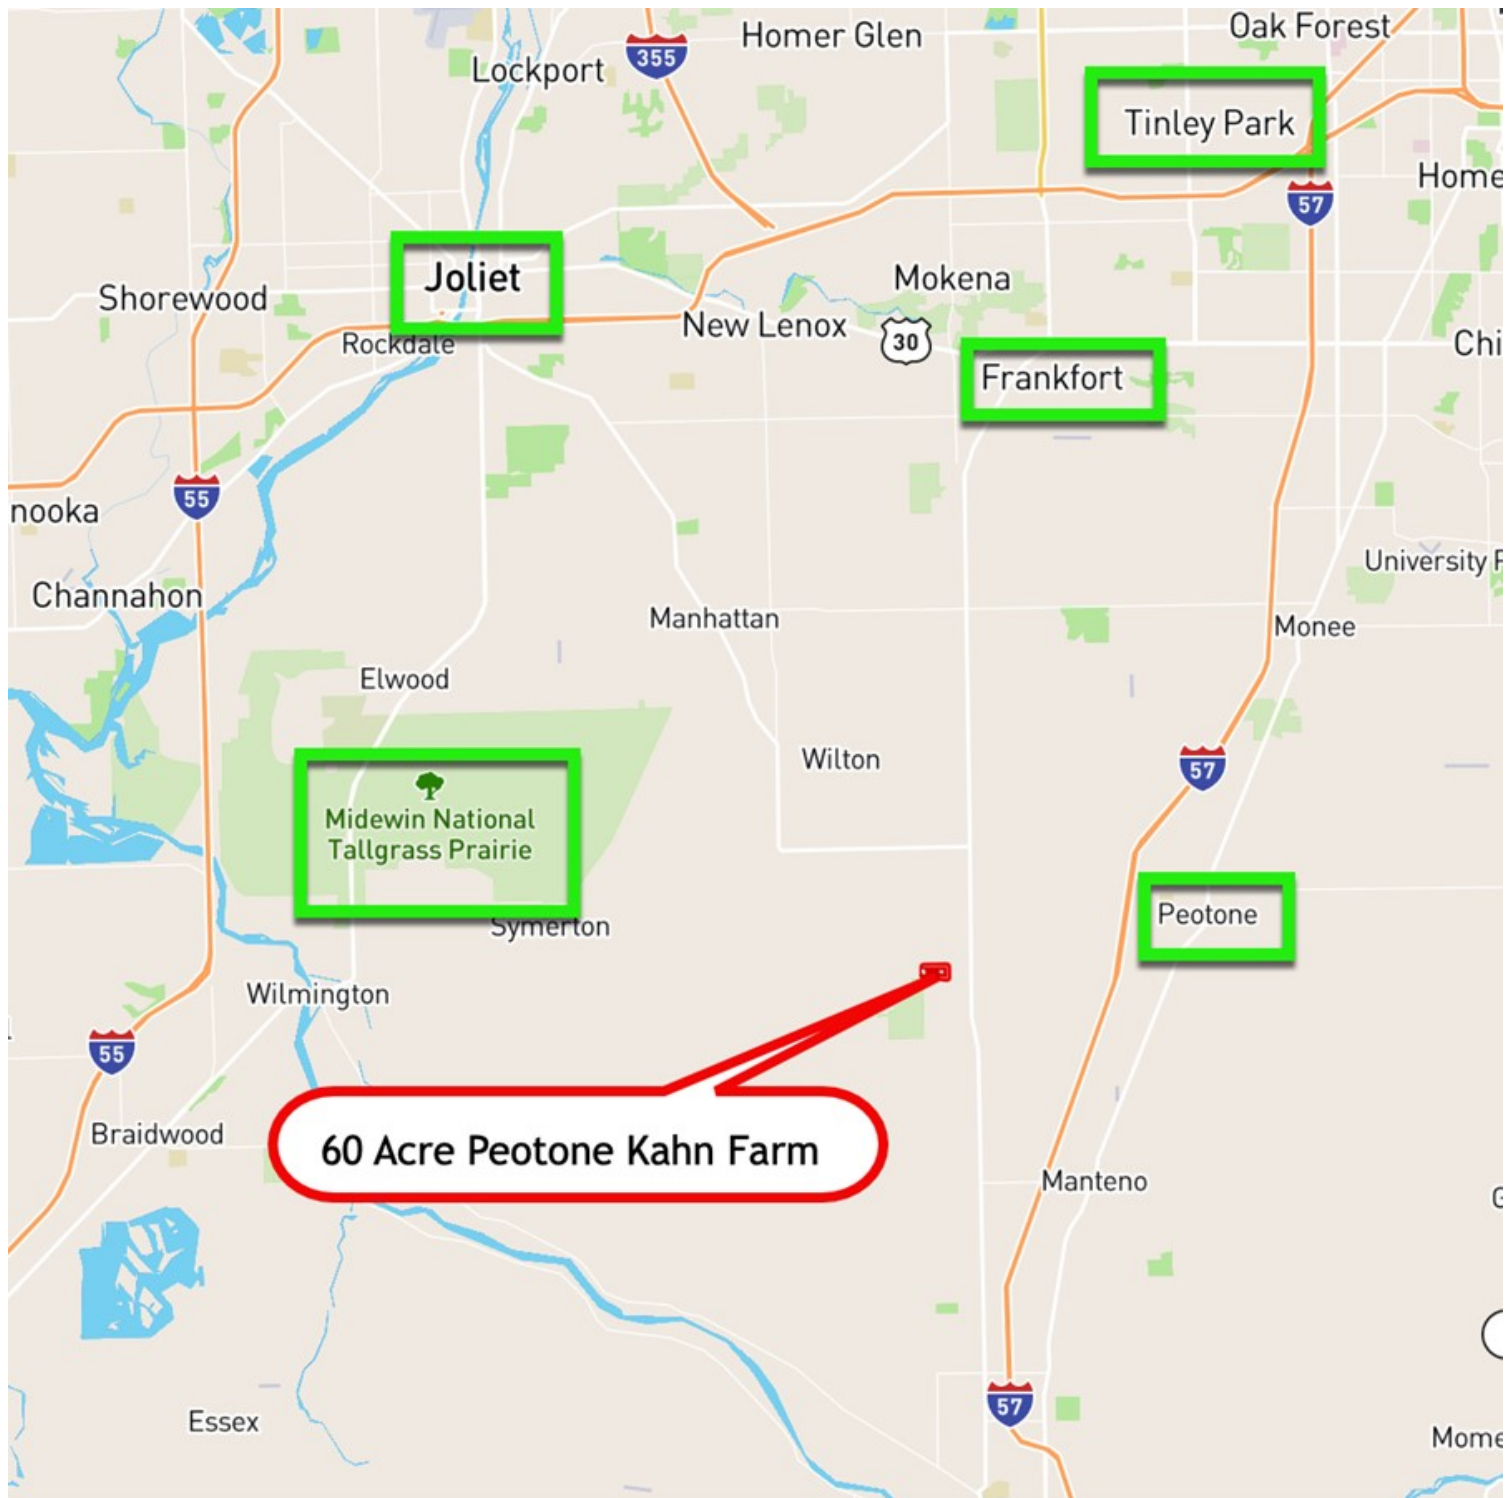 Oak Forest
Homer Glen
355
Lockport
Tinley Park
Home
57
Joliet
Mokena
Shorewood
New Lenox
30
Rockdale
Chi
Frankfort
55
nooka
University P
Channahon
Manhattan
Monee
Elwood
Wilton
57
Midewin National
Tallgrass Prairie
Peotone
Symerton
Wilmington
55
Braidwood
60 Acre Peotone Kahn Farm
Manteno
G
57
Essex
Mome